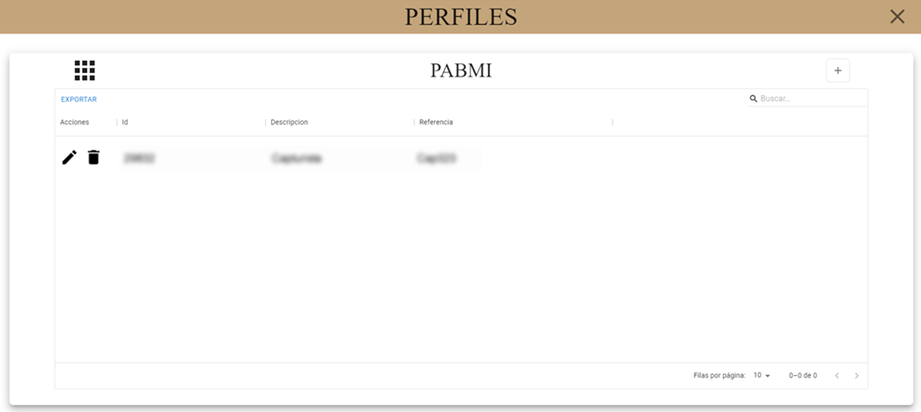 PERFILES
PABMI
EXPORTAR
Buscar...
Acciones Id Descripcion Referencia
Filas por página: 10 0–0 de 0